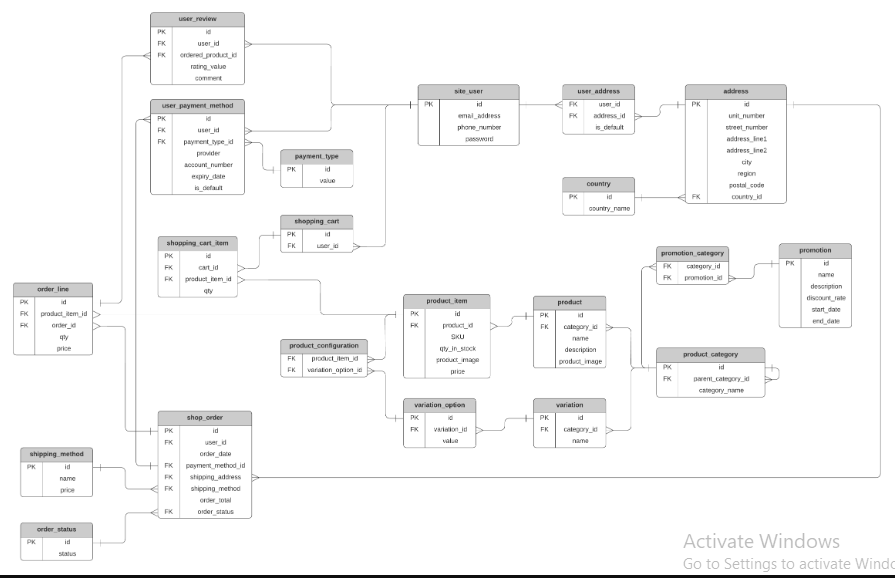 user_review
PK id
FK user_id
FK ordered_product_id
rating_value
comment
user_payment_method
PK id
FK user_id
FK payment_type_id
provider
account_number
expiry_date
is_default
payment_type
PK id
value
site_user
PK id
email_address
phone_number
password
user_address
FK user_id
FK address_id
is_default
address
PK id
unit_number
street_number
address_line1
address_line2
city
region
postal_code
FK country_id
country
PK id
country_name
shopping_cart
PK id
FK user_id
shopping_cart_item
PK id
FK cart_id
FK product_item_id
qty
order_line
PK id
FK product_item_id
FK order_id
qty
price
product_item
PK id
FK product_id
SKU
qty_in_stock
product_image
price
product
PK id
FK category_id
name
description
product_image
promotion_category
FK category_id
FK promotion_id
promotion
PK id
name
description
discount_rate
start_date
end_date
product_configuration
FK product_item_id
FK variation_option_id
product_category
PK id
FK parent_category_id
category_name
variation_option
PK id
FK variation_id
value
variation
PK id
FK category_id
name
shop_order
PK id
FK user_id
order_date
FK payment_method_id
FK shipping_address
FK shipping_method
order_total
FK order_status
shipping_method
PK id
name
price
order_status
PK id
status
Activate Windows
Go to Settings to activate Windo